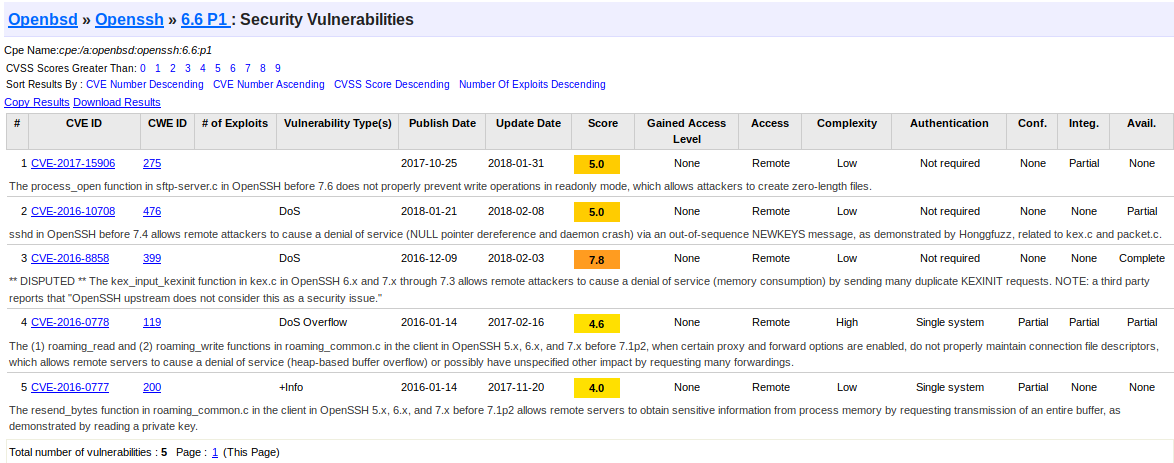 Openbsd » Openssh » 6.6 P1 : Security Vulnerabilities
Cpe Name:cpe:/a:openbsd:openssh:6.6:p1
CVSS Scores Greater Than: 0 1 2 3 4 5 6 7 8 9
Sort Results By : CVE Number Descending CVE Number Ascending CVSS Score Descending Number Of Exploits Descending
Copy Results Download Results
# CVE ID CWE ID # of Exploits Vulnerability Type(s) Publish Date Update Date Score Gained Access Level Access Complexity Authentication Conf. Integ. Avail.
1 CVE-2017-15906 275 2017-10-25 2018-01-31 5.0 None Remote Low Not required None Partial None
The process_open function in sftp-server.c in OpenSSH before 7.6 does not properly prevent write operations in readonly mode, which allows attackers to create zero-length files.
2 CVE-2016-10708 476 DoS 2018-01-21 2018-02-08 5.0 None Remote Low Not required None None Partial
sshd in OpenSSH before 7.4 allows remote attackers to cause a denial of service (NULL pointer dereference and daemon crash) via an out-of-sequence NEWKEYS message, as demonstrated by Honggfuzz, related to kex.c and packet.c.
3 CVE-2016-8858 399 DoS 2016-12-09 2018-02-03 7.8 None Remote Low Not required None None Complete
** DISPUTED ** The kex_input_kexinit function in kex.c in OpenSSH 6.x and 7.x through 7.3 allows remote attackers to cause a denial of service (memory consumption) by sending many duplicate KEXINIT requests. NOTE: a third party
reports that "OpenSSH upstream does not consider this as a security issue."
4 CVE-2016-0778 119 DoS Overflow 2016-01-14 2017-02-16 4.6 None Remote High Single system Partial Partial Partial
The (1) roaming_read and (2) roaming_write functions in roaming_common.c in the client in OpenSSH 5.x, 6.x, and 7.x before 7.1p2, when certain proxy and forward options are enabled, do not properly maintain connection file descriptors,
which allows remote servers to cause a denial of service (heap-based buffer overflow) or possibly have unspecified other impact by requesting many forwardings.
5 CVE-2016-0777 200 +Info 2016-01-14 2017-11-20 4.0 None Remote Low Single system Partial None None
The resend_bytes function in roaming_common.c in the client in OpenSSH 5.x, 6.x, and 7.x before 7.1p2 allows remote servers to obtain sensitive information from process memory by requesting transmission of an entire buffer, as
demonstrated by reading a private key.
Total number of vulnerabilities : 5 Page : 1 (This Page)